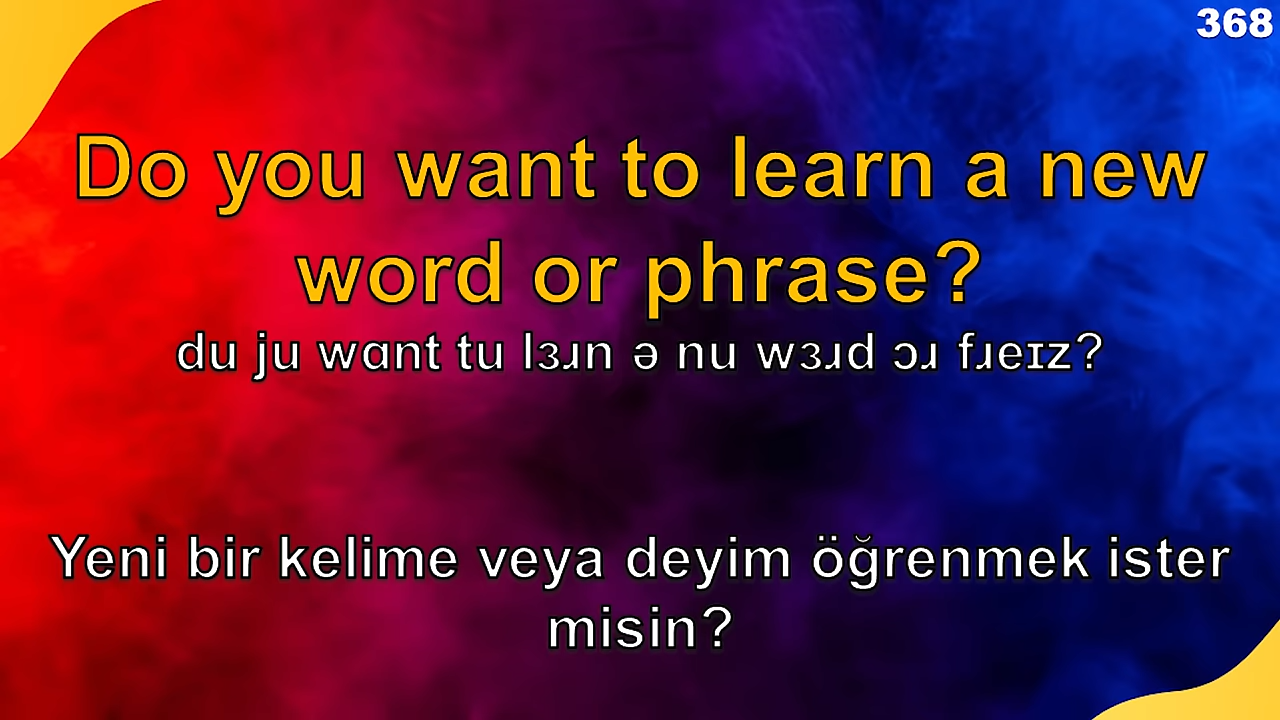 368
Do you want to learn a new
word or phrase?
du ju wɑnt tu lɜɹn ə nu wɜɹd ɔɹ fɹeɪz?
Yeni bir kelime veya deyim öğrenmek ister
misin?